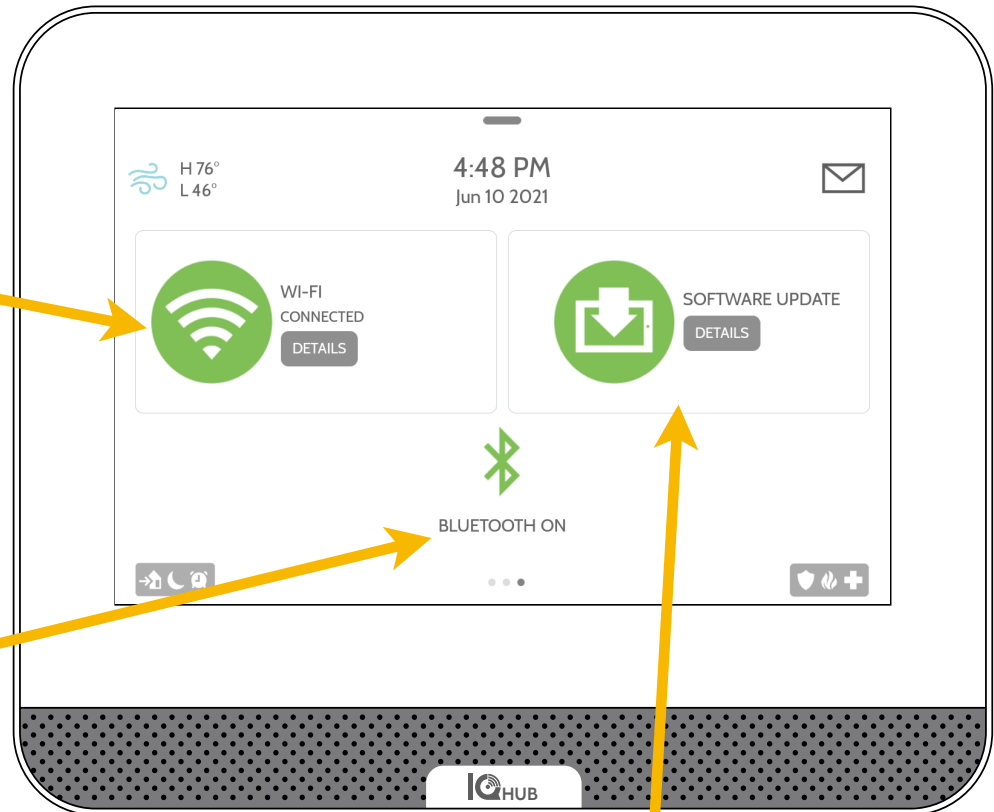 H 76°
L 46°
4:48 PM
Jun 10 2021
WI-FI
CONNECTED
DETAILS
SOFTWARE UPDATE
DETAILS
BLUETOOTH ON
IQ HUB